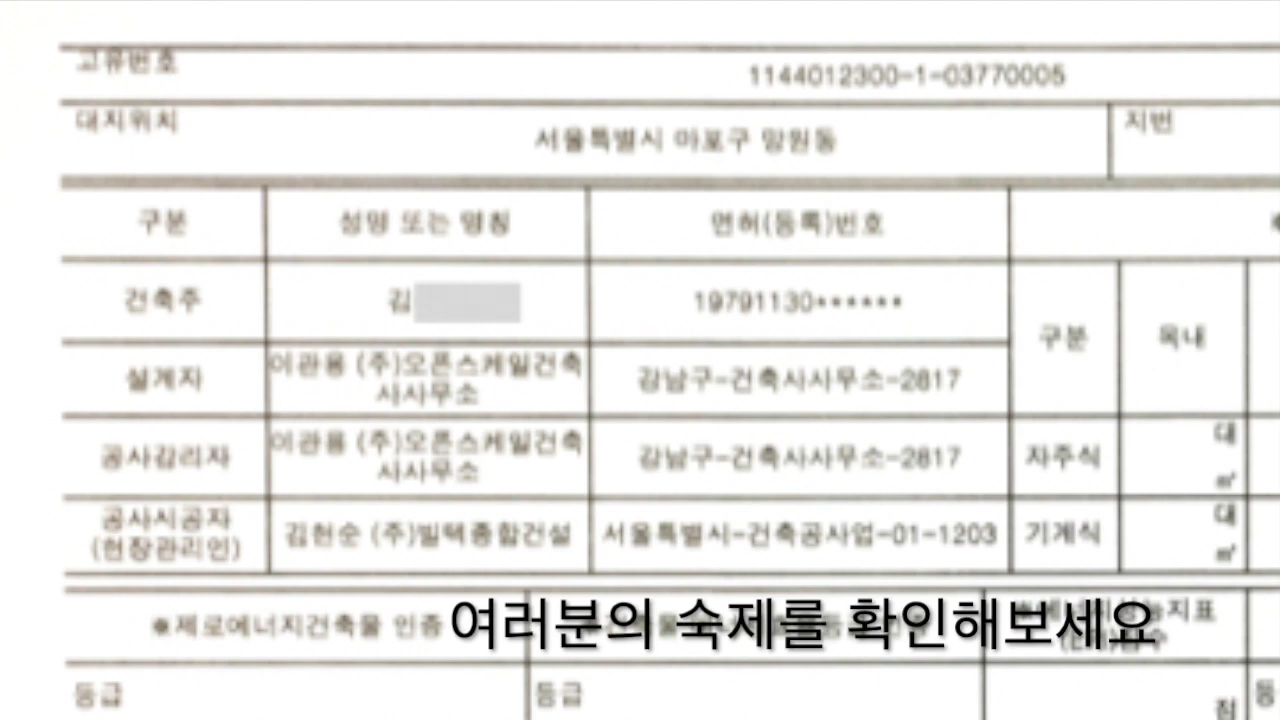 고유번호
1144012300-1-03770005
대지위치
서울특별시 마포구 망원동
지번
구분
성명 또는 명칭
면허(등록)번호
건축주
김
19791130******
구분
옥내
설계자
이관용 (주)오픈스케일건축
사사무소
강남구-건축사사무소-2817
공사감리자
이관용 (주)오픈스케일건축
사사무소
강남구-건축사사무소-2817
자주식
대
㎡
공사시공자
(현장관리인)
김현순 (주)빌텍종합건설
서울특별시-건축공사업-01-1203
기계식
대
㎡
※제로에너지건축물 인증
지표
여러분의 숙제를 확인해보세요
등급
등급
점
등